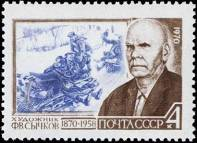 1970
ХУДОЖНИК
Ф.В.СЫЧКОВ 1870-1958 ПОЧТА СССР 4